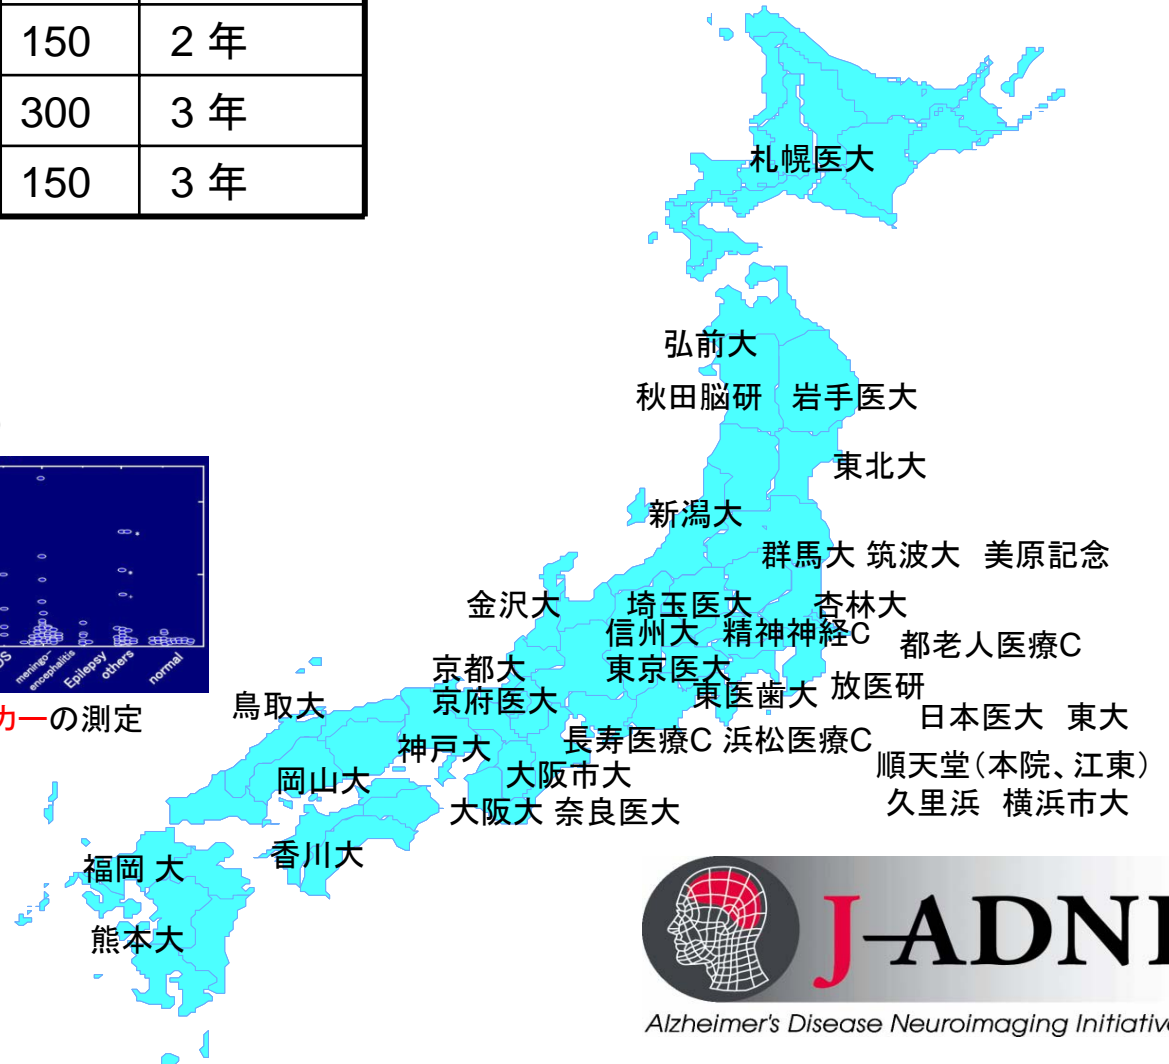 150 2 年
300 3 年
150 3 年
札幌医大
弘前大
秋田脳研 岩手医大
東北大
新潟大
群馬大 筑波大 美原記念
金沢大 埼玉医大 杏林大
信州大 精神神経C 都老人医療C
京都大 東京医大
鳥取大 京府医大 東医歯大 放医研
日本医大 東大
神戸大 長寿医療C 浜松医療C
岡山大 大阪市大 順天堂(本院、江東)
大阪大 奈良医大 久里浜 横浜市大
香川大
福岡 大
熊本大
meningo-
encephalitis
Epilepsy
others
normal
カーの測定
J-ADNI
Alzheimer's Disease Neuroimaging Initiative